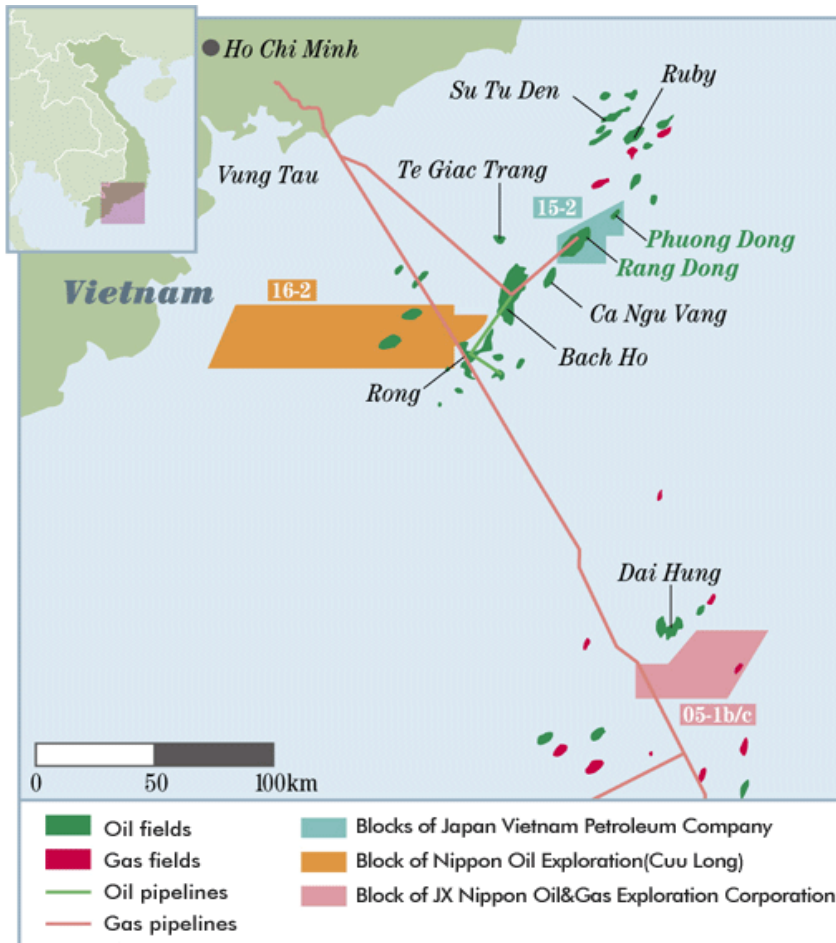 Ho Chi Minh
Su Tu Den
Ruby
Vung Tau
Te Giac Trang
15-2
Phuong Dong
Rang Dong
Vietnam
16-2
Ca Ngu Vang
Bach Ho
Rong
Dai Hung
05-1b/c
0 50 100km
Oil fields
Gas fields
Oil pipelines
Gas pipelines
Blocks of Japan Vietnam Petroleum Company
Block of Nippon Oil Exploration(Cuu Long)
Block of JX Nippon Oil&Gas Exploration Corporation